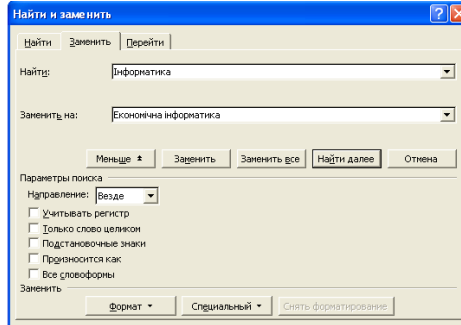 Найти и заменить
Найти Заменить Перейти
Найти: Інформатика
Заменить на: Економічна інформатика
Меньше Заменить Заменить все Найти далее Отмена
Параметры поиска
Направление: Везде
Учитывать регистр
Только слово целиком
Подстановочные знаки
Произносится как
Все словоформы
Заменить
Формат Специальный Снять форматирование